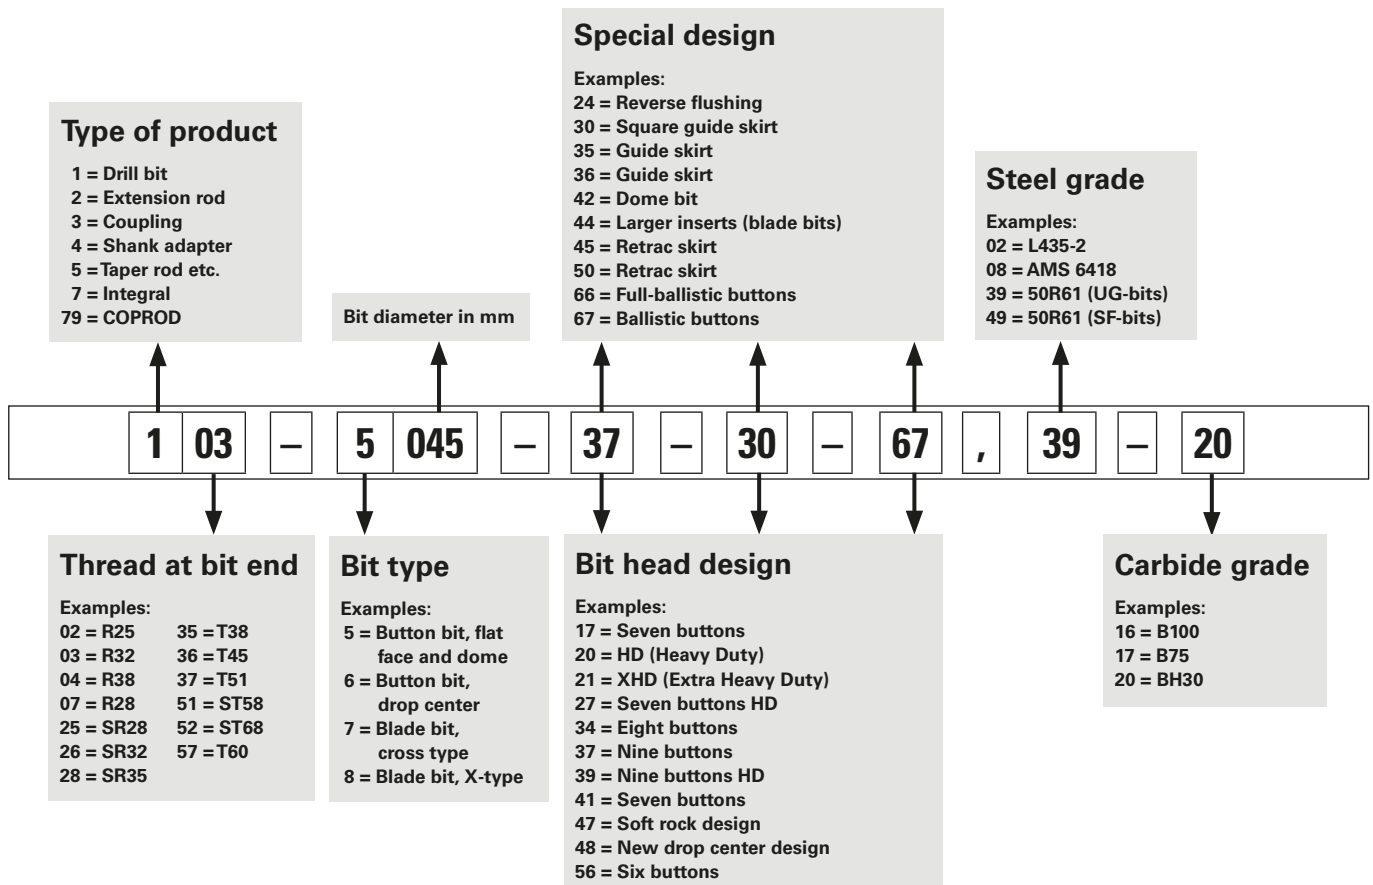 Special design
Examples:
24 = Reverse flushing
30 = Square guide skirt
35 = Guide skirt
36 = Guide skirt
42 = Dome bit
44 = Larger inserts (blade bits)
45 = Retrac skirt
50 = Retrac skirt
66 = Full-ballistic buttons
67 = Ballistic buttons
Type of product
1 = Drill bit
2 = Extension rod
3 = Coupling
4 = Shank adapter
5 = Taper rod etc.
7 = Integral
79 = COPROD
Bit diameter in mm
Steel grade
Examples:
02 = L435-2
08 = AMS 6418
39 = 50R61 (UG-bits)
49 = 50R61 (SF-bits)
1 03 – 5 045 – 37 – 30 – 67 , 39 – 20
Thread at bit end
Examples:
02 = R25 35 = T38
03 = R32 36 = T45
04 = R38 37 = T51
07 = R28 51 = ST58
25 = SR28 52 = ST68
26 = SR32 57 = T60
28 = SR35
Bit type
Examples:
5 = Button bit, flat
face and dome
6 = Button bit,
drop center
7 = Blade bit,
cross type
8 = Blade bit, X-type
Bit head design
Examples:
17 = Seven buttons
20 = HD (Heavy Duty)
21 = XHD (Extra Heavy Duty)
27 = Seven buttons HD
34 = Eight buttons
37 = Nine buttons
39 = Nine buttons HD
41 = Seven buttons
47 = Soft rock design
48 = New drop center design
56 = Six buttons
Carbide grade
Examples:
16 = B100
17 = B75
20 = BH30